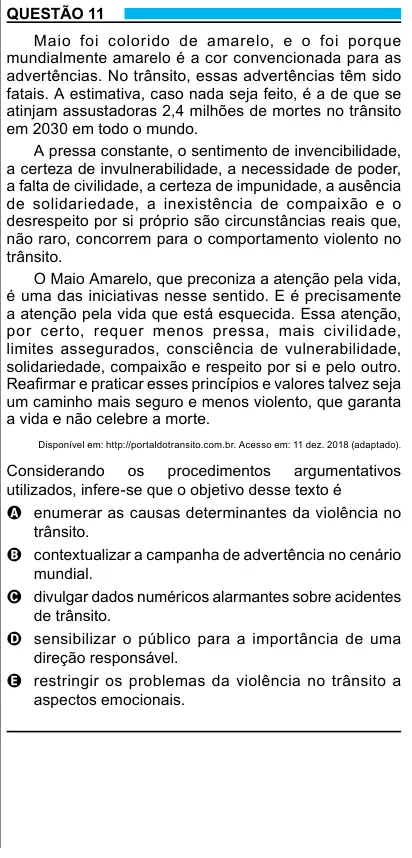 QUESTÃO 11
Maio foi colorido de amarelo, e o foi porque
mundialmente amarelo é a cor convencionada para as
advertências. No trânsito, essas advertências têm sido
fatais. A estimativa, caso nada seja feito, é a de que se
atinjam assustadoras 2,4 milhões de mortes no trânsito
em 2030 em todo o mundo.
A pressa constante, o sentimento de invencibilidade,
a certeza de invulnerabilidade, a necessidade de poder,
a falta de civilidade, a certeza de impunidade, a ausência
de solidariedade, a inexistência de compaixão e o
desrespeito por si próprio são circunstâncias reais que,
não raro, concorrem para o comportamento violento no
trânsito.
O Maio Amarelo, que preconiza a atenção pela vida,
é uma das iniciativas nesse sentido. E é precisamente
a atenção pela vida que está esquecida. Essa atenção,
por certo, requer menos pressa, mais civilidade,
limites assegurados, consciência de vulnerabilidade,
solidariedade, compaixão e respeito por si e pelo outro.
Reafirmar e praticar esses princípios e valores talvez seja
um caminho mais seguro e menos violento, que garanta
a vida e não celebre a morte.
Disponível em: http://portaldotransito.com.br. Acesso em: 11 dez. 2018 (adaptado).
Considerando os procedimentos argumentativos
utilizados, infere-se que o objetivo desse texto é
A enumerar as causas determinantes da violência no
trânsito.
B contextualizar a campanha de advertência no cenário
mundial.
C divulgar dados numéricos alarmantes sobre acidentes
de trânsito.
D sensibilizar o público para a importância de uma
direção responsável.
E restringir os problemas da violência no trânsito a
aspectos emocionais.